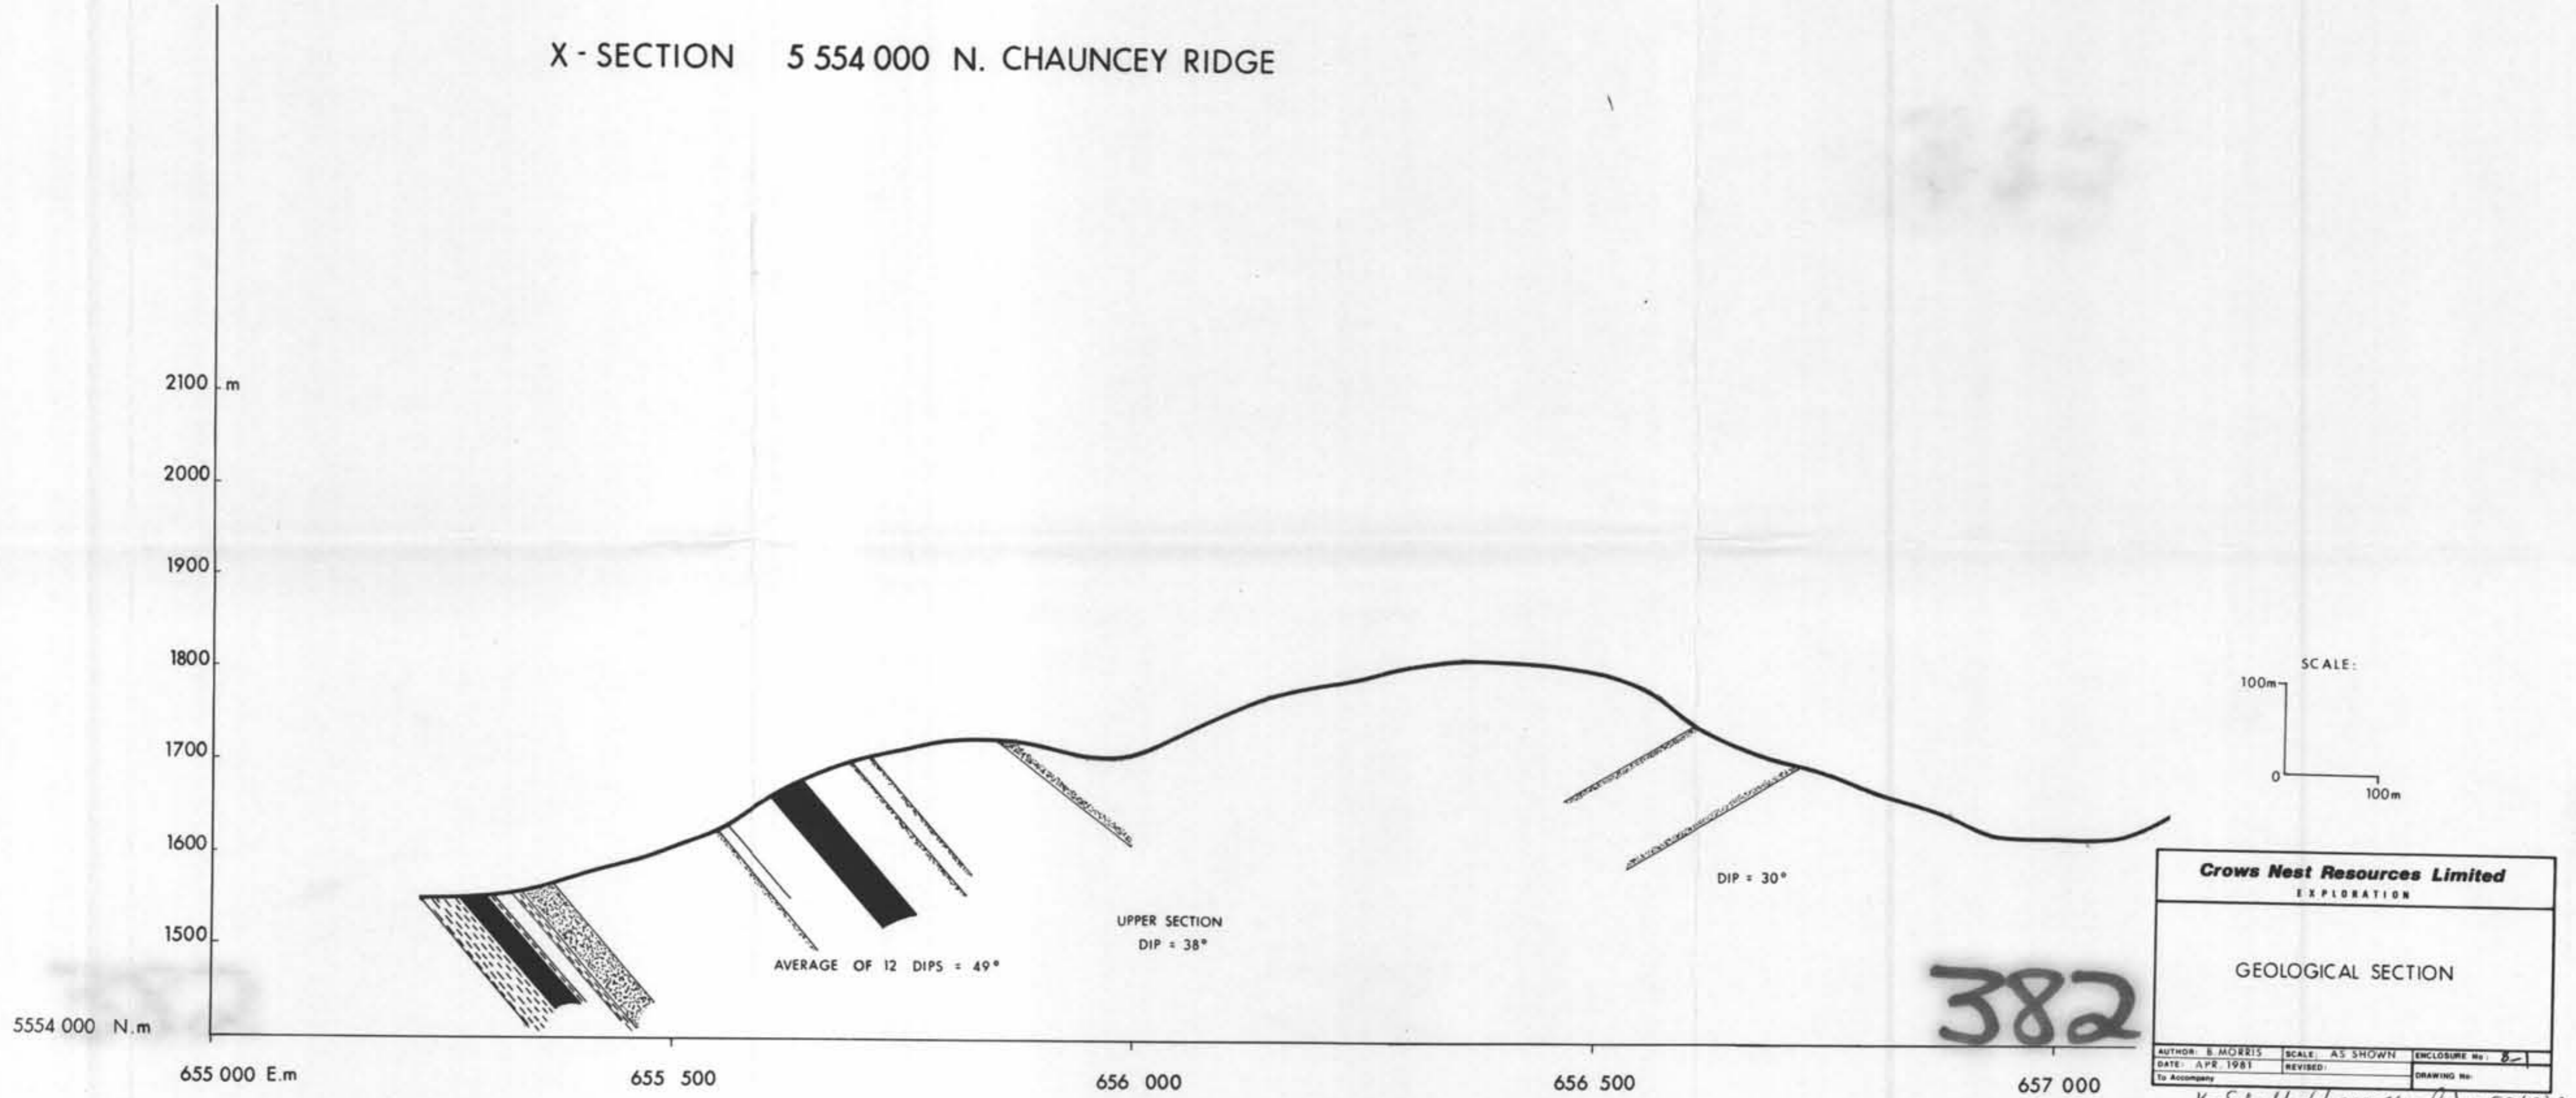 X - SECTION 5 554 000 N. CHAUNCEY RIDGE
2100 m
2000
1900
1800
1700
1600
1500
5554 000 N.m
655 000 E.m
655 500
656 000
656 500
657 000
AVERAGE OF 12 DIPS = 49°
UPPER SECTION
DIP = 38°
DIP = 30°
SCALE:
100m
0
100m
382
Crows Nest Resources Limited
EXPLORATION
GEOLOGICAL SECTION
AUTHOR: B. MORRIS SCALE: AS SHOWN ENCLOSURE No: B-1
DATE: APR. 1981 REVISED: DRAWING No:
To Accompany